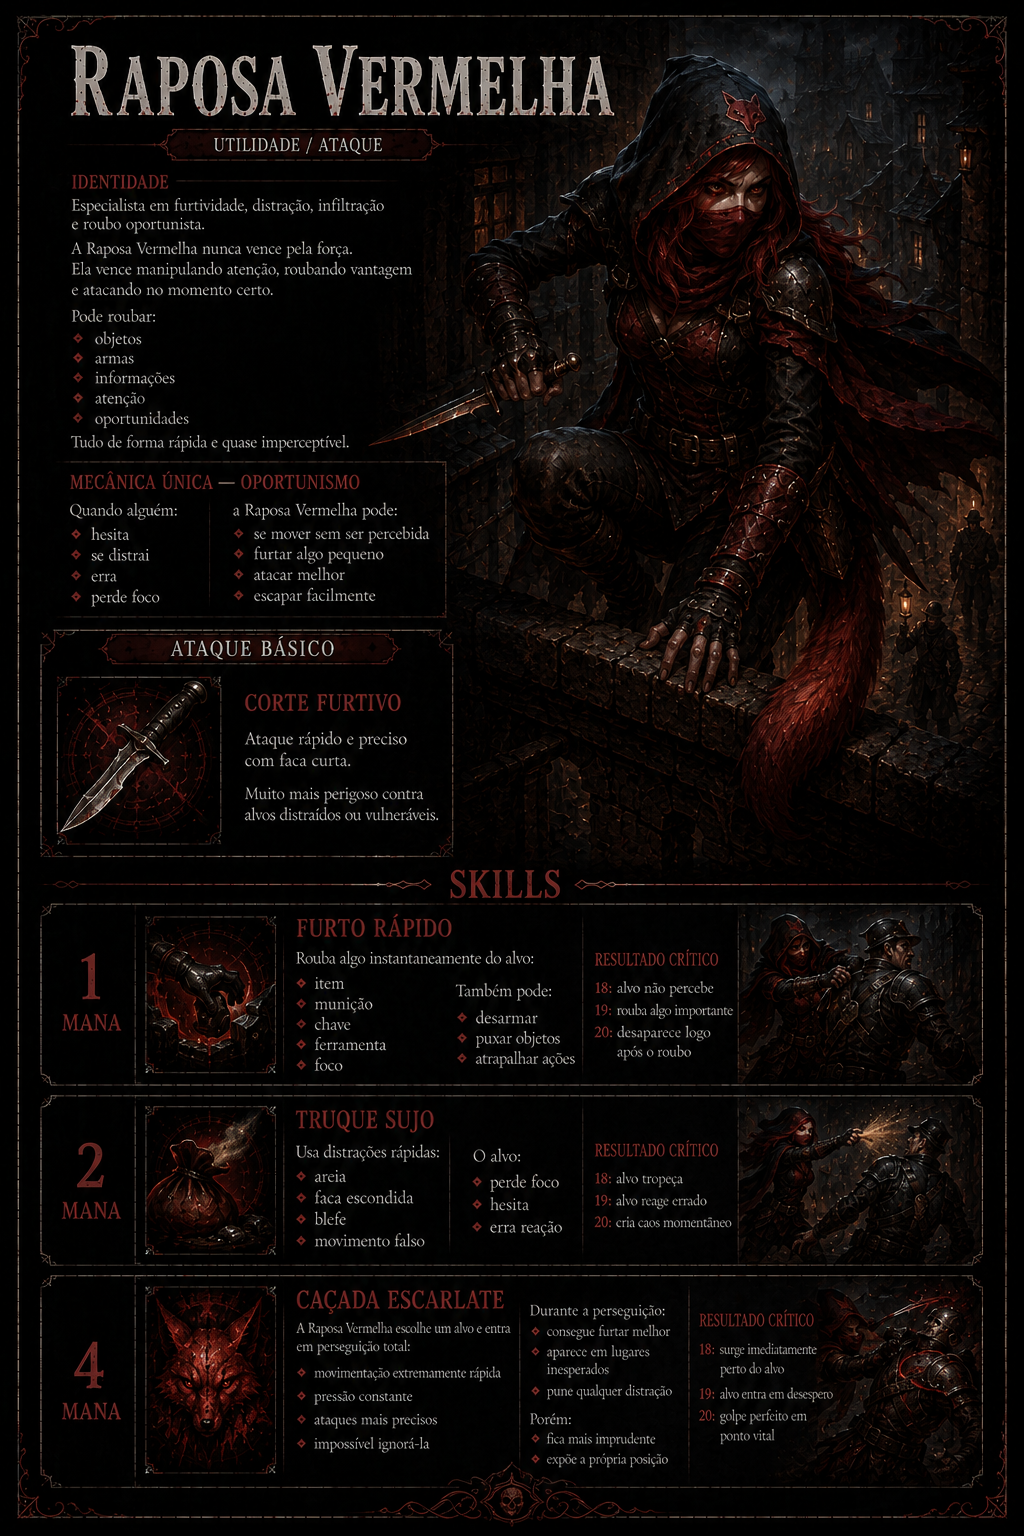 RAPOSA VERMELHA
UTILIDADE / ATAQUE
IDENTIDADE
Especialista em furtividade, distração, infiltração
e roubo oportunista.
A Raposa Vermelha nunca vence pela força.
Ela vence manipulando atenção, roubando vantagem
e atacando no momento certo.
Pode roubar:
objetos
armas
informações
atenção
oportunidades
Tudo de forma rápida e quase imperceptível.
MECÂNICA ÚNICA — OPORTUNISMO
Quando alguém:
hesita
se distrai
erra
perde foco
a Raposa Vermelha pode:
se mover sem ser percebida
furtar algo pequeno
atacar melhor
escapar facilmente
ATAQUE BÁSICO
CORTE FURTIVO
Ataque rápido e preciso
com faca curta.
Muito mais perigoso contra
alvos distraídos ou vulneráveis.
SKILLS
1
MANA
FURTO RÁPIDO
Rouba algo instantaneamente do alvo:
item
munição
chave
ferramenta
foco
Também pode:
desarmar
puxar objetos
atrapalhar ações
RESULTADO CRÍTICO
18: alvo não percebe
19: rouba algo importante
20: desaparece logo
após o roubo
2
MANA
TRUQUE SUJO
Usa distrações rápidas:
areia
faca escondida
blefe
movimento falso
O alvo:
perde foco
hesita
erra reação
RESULTADO CRÍTICO
18: alvo tropeça
19: alvo reage errado
20: cria caos momentâneo
4
MANA
CAÇADA ESCARLATE
A Raposa Vermelha escolhe um alvo e entra
em perseguição total:
movimentação extremamente rápida
pressão constante
ataques mais precisos
impossível ignorá-la
Durante a perseguição:
consegue furtar melhor
aparece em lugares
inesperados
pune qualquer distração
Porém:
fica mais imprudente
expõe a própria posição
RESULTADO CRÍTICO
18: surge imediatamente
perto do alvo
19: alvo entra em desespero
20: golpe perfeito em
ponto vital